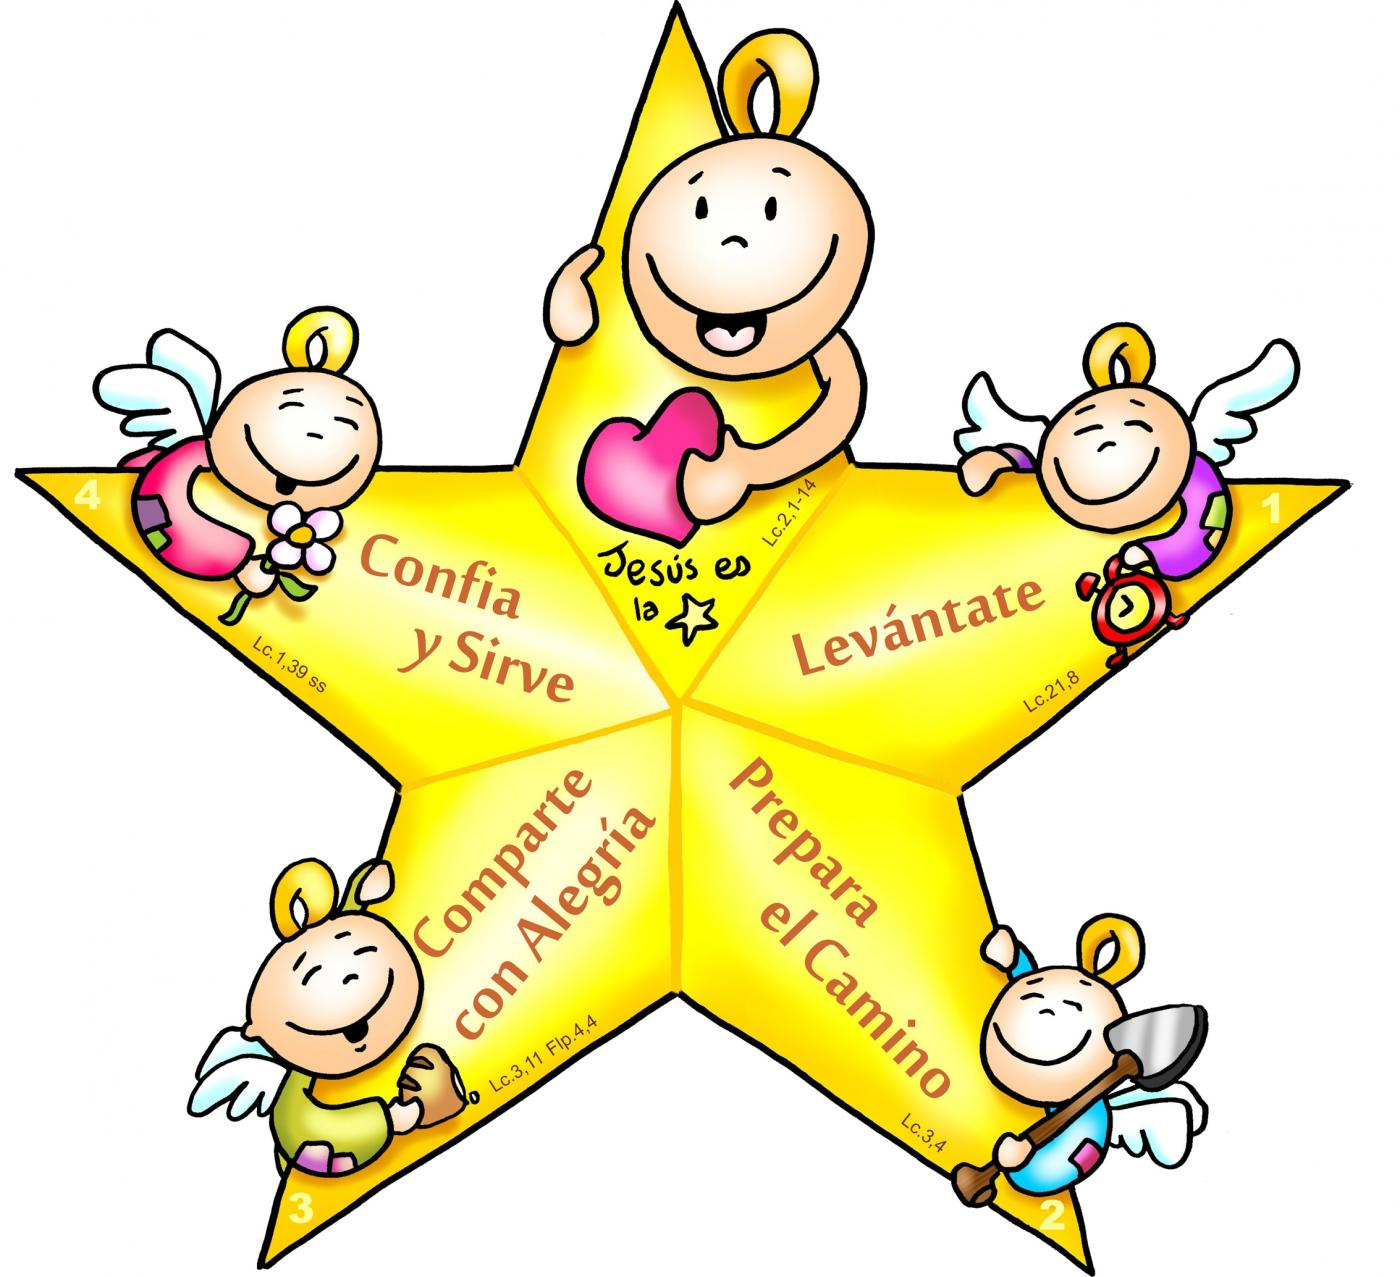 Jesús es
la
Lc.2,1-14
1
Levántate
Lc.21,8
Prepara
el Camino
Lc.3,4
2
Comparte
con Alegría
Lc.3,11 Flp.4,4
3
4
Confia
y Sirve
Lc.1,39 ss